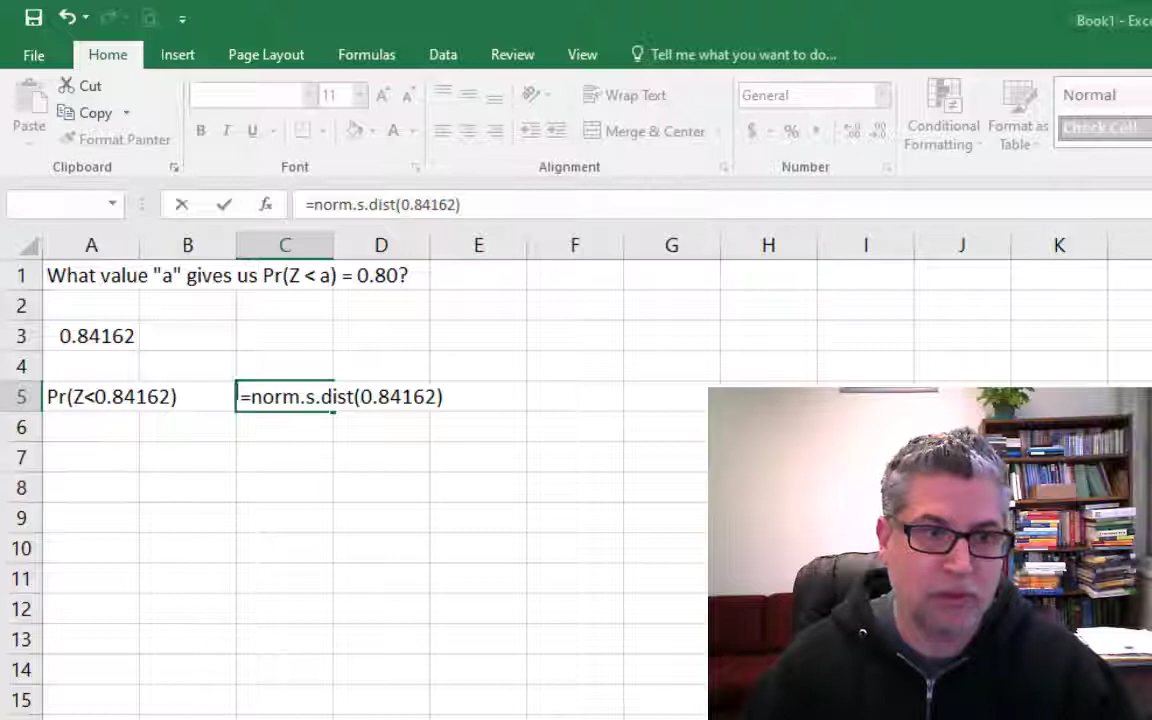 Book1 - Exce
File Home Insert Page Layout Formulas Data Review View Tell me what you want to do...
Cut
Copy
Format Painter
Paste
11
Wrap Text
Merge & Center
General
$ %
Conditional Formatting
Format as Table
Normal
Check Cell
Clipboard Font Alignment Number
=norm.s.dist(0.84162)
A B C D E F G H I J K
1 What value "a" gives us Pr(Z < a) = 0.80?
2
3 0.84162
4
5 Pr(Z<0.84162) =norm.s.dist(0.84162)
6
7
8
9
10
11
12
13
14
15